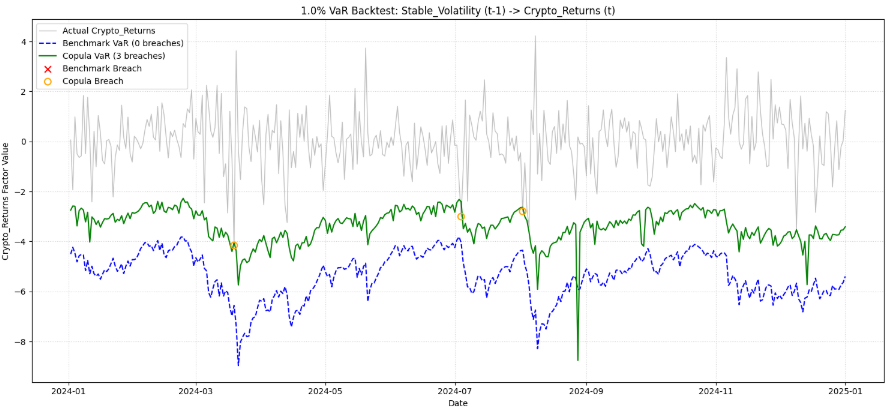 1.0% VaR Backtest: Stable_Volatility (t-1) -> Crypto_Returns (t)
Actual Crypto_Returns
Benchmark VaR (0 breaches)
Copula VaR (3 breaches)
Benchmark Breach
Copula Breach
Crypto_Returns Factor Value
4
2
0
−2
−4
−6
−8
2024-01
2024-03
2024-05
2024-07
2024-09
2024-11
2025-01
Date